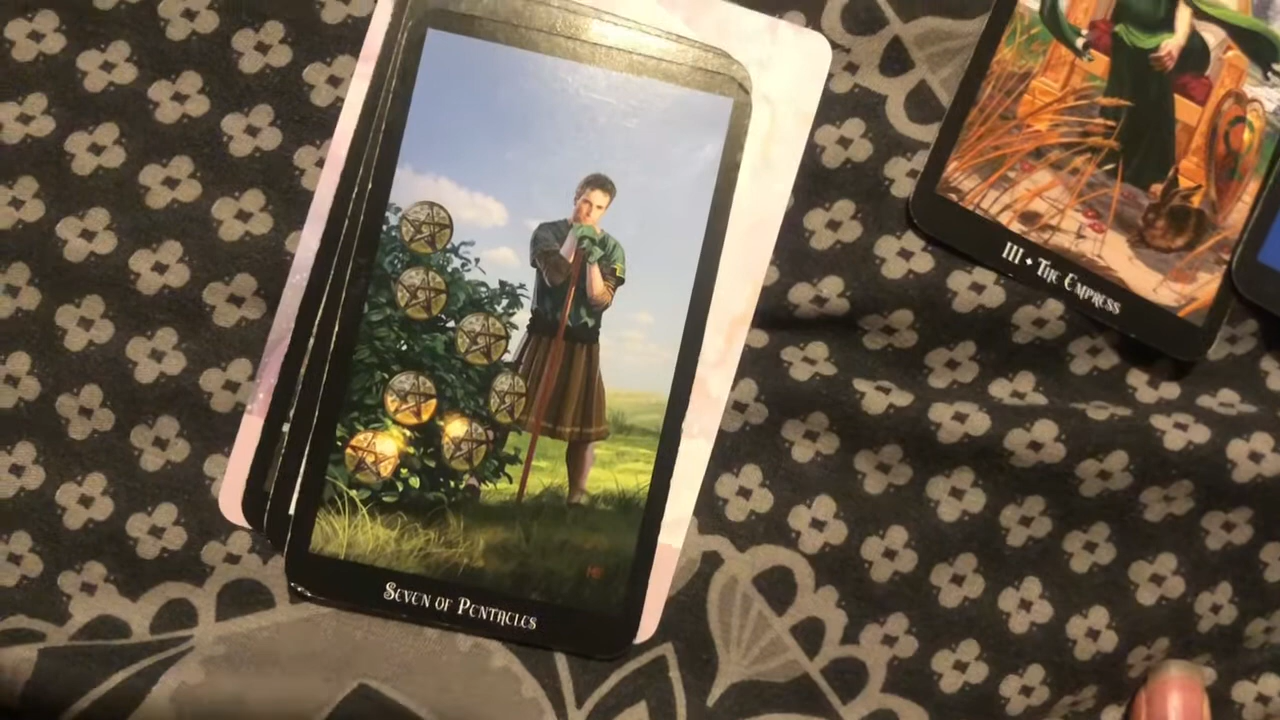 Seven of Pentacles
III ✦ The Empress